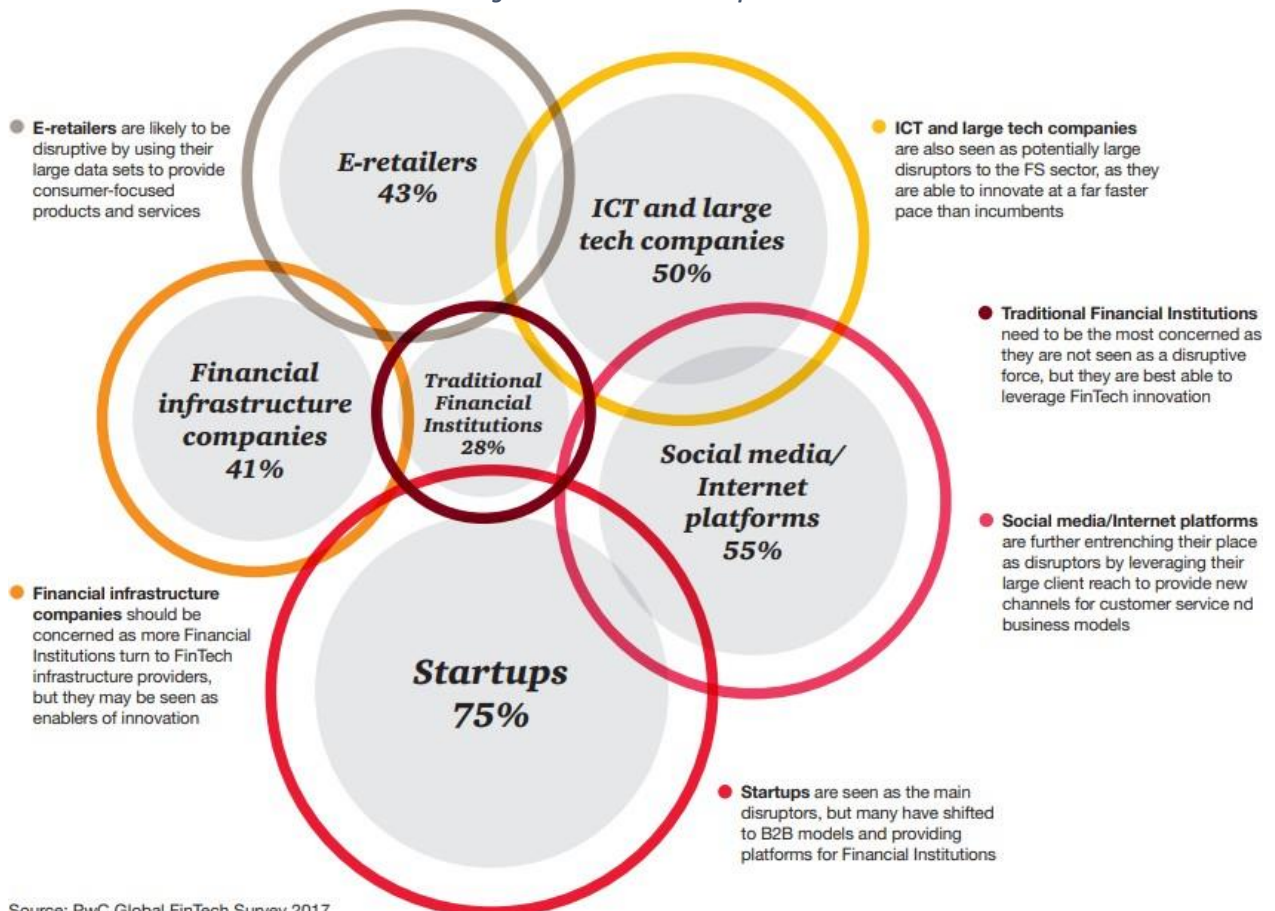 E-retailers are likely to be
disruptive by using their
large data sets to provide
consumer-focused
products and services
E-retailers
43%
ICT and large
tech companies
50%
ICT and large tech companies
are also seen as potentially large
disruptors to the FS sector, as they
are able to innovate at a far faster
pace than incumbents
Financial
infrastructure
companies
41%
Traditional
Financial
Institutions
28%
Traditional Financial Institutions
need to be the most concerned as
they are not seen as a disruptive
force, but they are best able to
leverage FinTech innovation
Social media/
Internet
platforms
55%
Social media/Internet platforms
are further entrenching their place
as disruptors by leveraging their
large client reach to provide new
channels for customer service nd
business models
Financial infrastructure
companies should be
concerned as more Financial
Institutions turn to FinTech
infrastructure providers,
but they may be seen as
enablers of innovation
Startups
75%
Startups are seen as the main
disruptors, but many have shifted
to B2B models and providing
platforms for Financial Institutions
Source: PwC Global FinTech Survey 2017